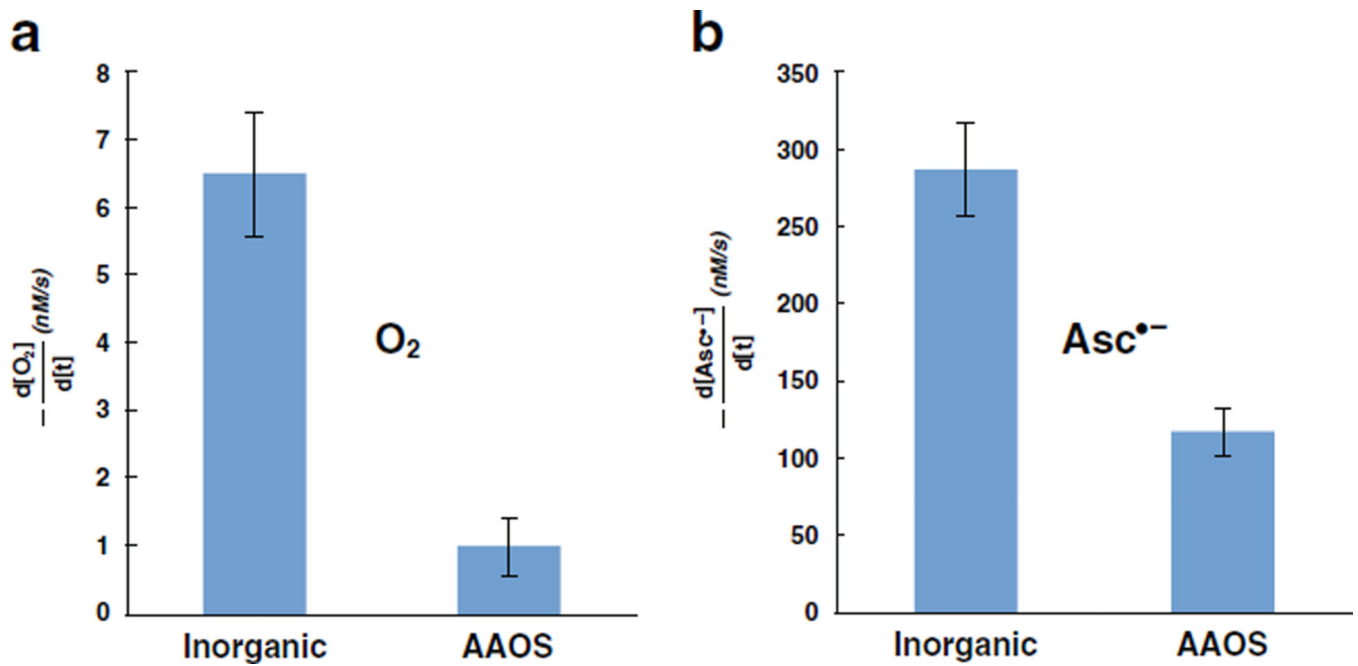 a
8
7
6
5
4
3
2
1
0
− d[O₂] (nM/s)
d[t]
O₂
Inorganic AAOS
b
350
300
250
200
150
100
50
0
− d[Asc•−] (nM/s)
d[t]
Asc•−
Inorganic AAOS